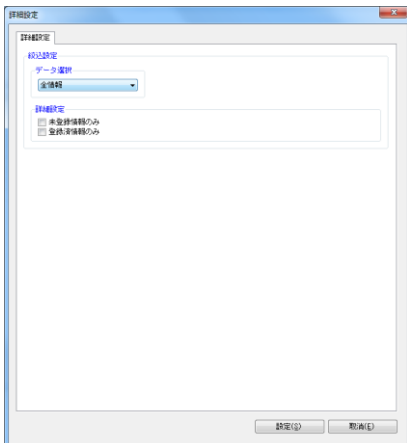 詳細設定
詳細設定
絞込設定
データ選択
全情報
詳細設定
未登録情報のみ
登録済情報のみ
設定(S)
取消(E)